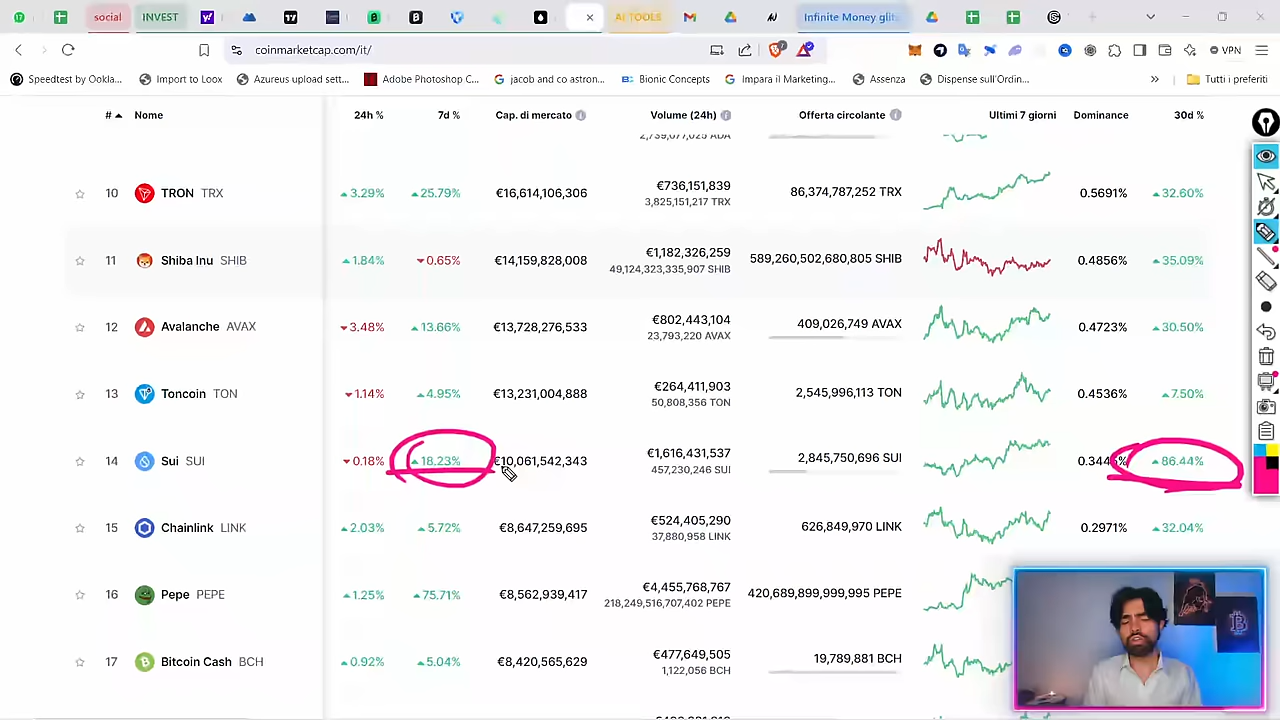 social INVEST AI TOOLS Infinite Money glit
coinmarketcap.com/it/ VPN
Speedtest by Ookla... Import to Loox Azureus upload sett... Adobe Photoshop C... jacob and co astron... Bionic Concepts Impara il Marketing... Assenza Dispense sull'Ordin... » Tutti i preferiti
# Nome 24h % 7d % Cap. di mercato Volume (24h) Offerta circolante Ultimi 7 giorni Dominance 30d %
10 TRON TRX 3.29% 25.79% €16,614,106,306 €736,151,839 86,374,787,252 TRX 0.5691% 32.60%
3,825,151,217 TRX
11 Shiba Inu SHIB 1.84% 0.65% €14,159,828,008 €1,182,326,259 589,260,502,680,805 SHIB 0.4856% 35.09%
49,124,323,335,907 SHIB
12 Avalanche AVAX 3.48% 13.66% €13,728,276,533 €802,443,104 409,026,749 AVAX 0.4723% 30.50%
23,793,220 AVAX
13 Toncoin TON 1.14% 4.95% €13,231,004,888 €264,411,903 2,545,996,113 TON 0.4536% 7.50%
50,808,356 TON
14 Sui SUI 0.18% 18.23% €10,061,542,343 €1,616,431,537 2,845,750,696 SUI 86.44%
457,230,246 SUI
15 Chainlink LINK 2.03% 5.72% €8,647,259,695 €524,405,290 626,849,970 LINK 0.2971% 32.04%
37,880,958 LINK
16 Pepe PEPE 1.25% 75.71% €8,562,939,417 €4,455,768,767 420,689,899,999,995 PEPE
218,249,516,707,402 PEPE
17 Bitcoin Cash BCH 0.92% 5.04% €8,420,565,629 €477,649,505 19,789,881 BCH
1,122,056 BCH